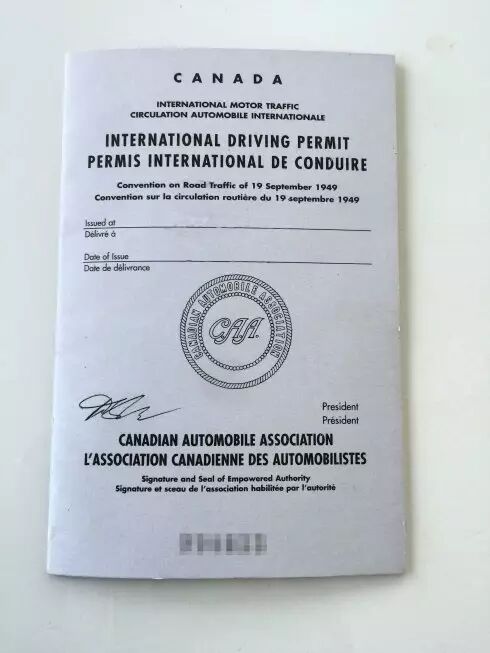 CANADA
INTERNATIONAL MOTOR TRAFFIC
CIRCULATION AUTOMOBILE INTERNATIONALE
INTERNATIONAL DRIVING PERMIT
PERMIS INTERNATIONAL DE CONDUIRE
Convention on Road Traffic of 19 September 1949
Convention sur la circulation routière du 19 septembre 1949
Issued at
Délivré à
Date of Issue
Date de délivrance
CANADIAN AUTOMOBILE ASSOCIATION
CAA
President
Président
CANADIAN AUTOMOBILE ASSOCIATION
L'ASSOCIATION CANADIENNE DES AUTOMOBILISTES
Signature and Seal of Empowered Authority
Signature et sceau de l'association habilitée par l'autorité